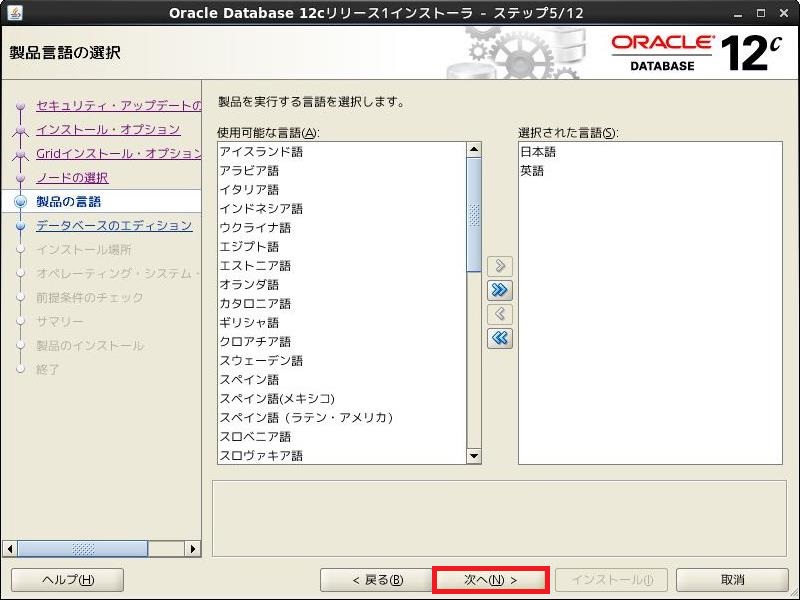 Oracle Database 12cリリース1インストーラ - ステップ5/12
製品言語の選択
ORACLE
DATABASE
12c
セキュリティ・アップデートの
インストール・オプション
Gridインストール・オプション
ノードの選択
製品の言語
データベースのエディション
インストール場所
オペレーティング・システム・
前提条件のチェック
サマリー
製品のインストール
終了
製品を実行する言語を選択します。
使用可能な言語(A):
アイスランド語
アラビア語
イタリア語
インドネシア語
ウクライナ語
エジプト語
エストニア語
オランダ語
カタロニア語
ギリシャ語
クロアチア語
スウェーデン語
スペイン語
スペイン語(メキシコ)
スペイン語（ラテン・アメリカ）
スロベニア語
スロヴァキア語
選択された言語(S):
日本語
英語
ヘルプ(H)
< 戻る(B)
次へ(N) >
インストール(I)
取消